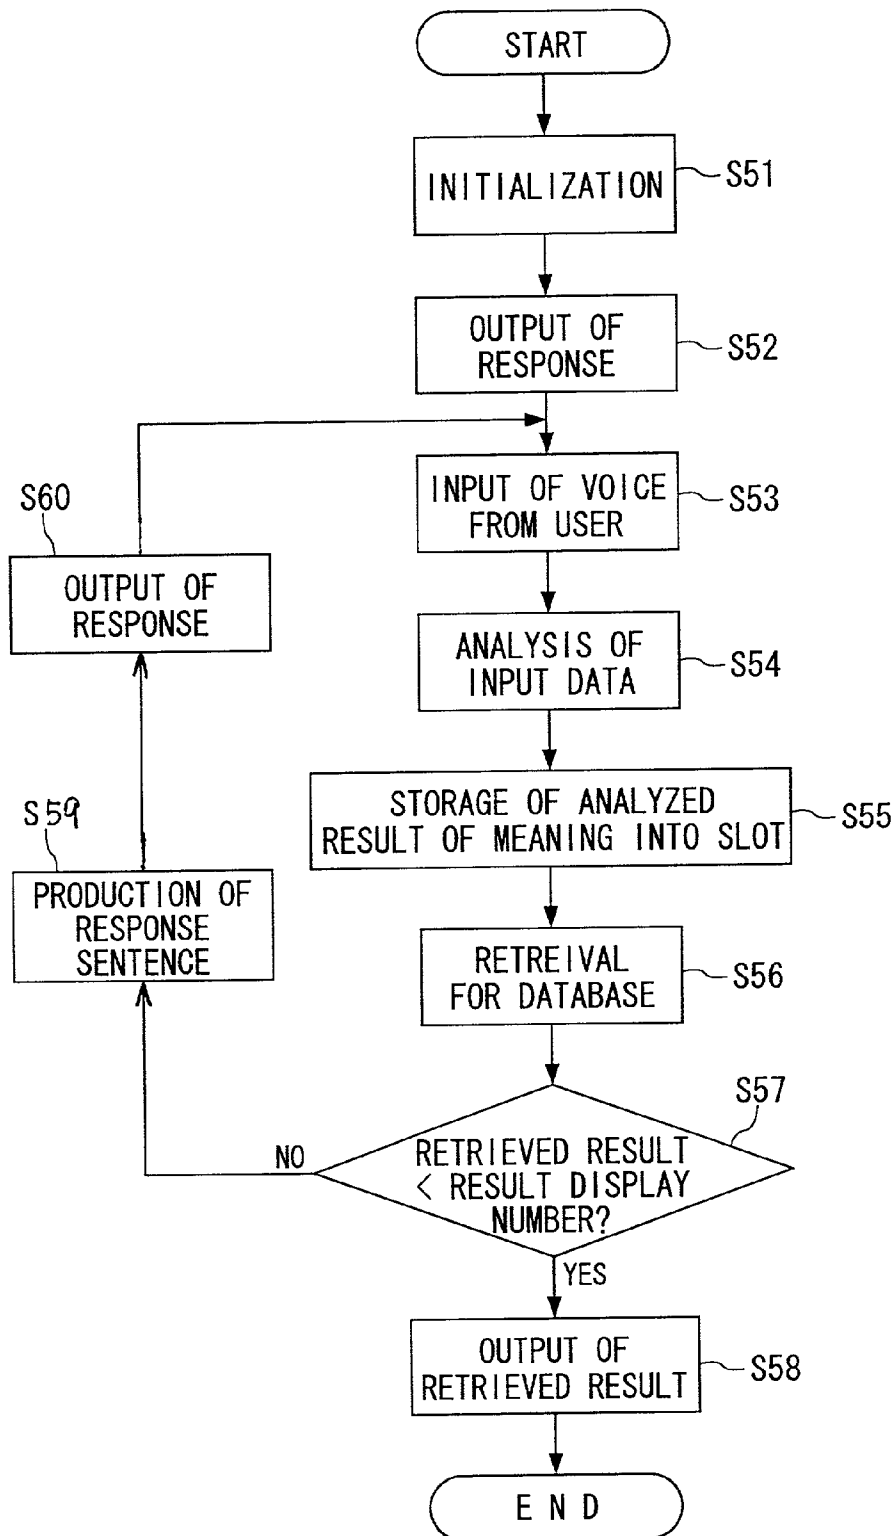 START
INITIALIZATION
S51
OUTPUT OF
RESPONSE
S52
INPUT OF VOICE
FROM USER
S53
S60
OUTPUT OF
RESPONSE
ANALYSIS OF
INPUT DATA
S54
STORAGE OF ANALYZED
RESULT OF MEANING INTO SLOT
S55
S59
PRODUCTION OF
RESPONSE
SENTENCE
RETREIVAL
FOR DATABASE
S56
S57
RETRIEVED RESULT
< RESULT DISPLAY
NUMBER?
NO
YES
OUTPUT OF
RETRIEVED RESULT
S58
END